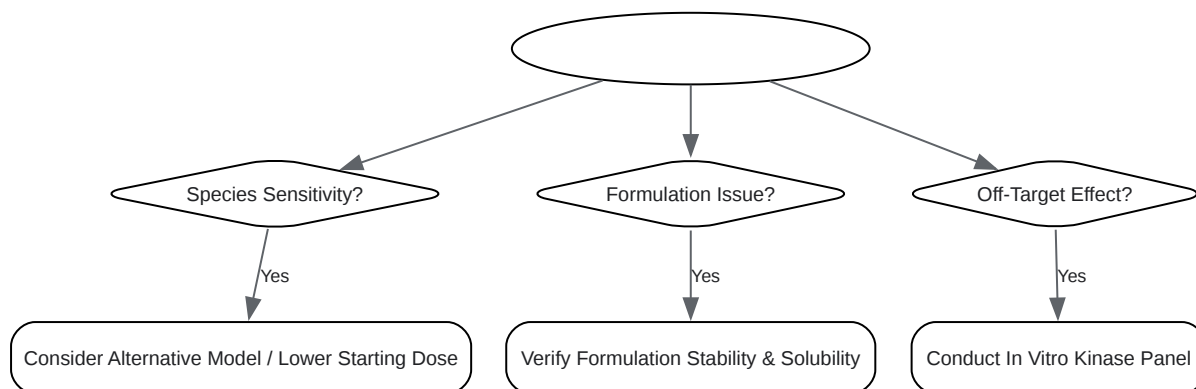 Species Sensitivity?
Formulation Issue?
Off-Target Effect?
Yes
Yes
Yes
Consider Alternative Model / Lower Starting Dose
Verify Formulation Stability & Solubility
Conduct In Vitro Kinase Panel